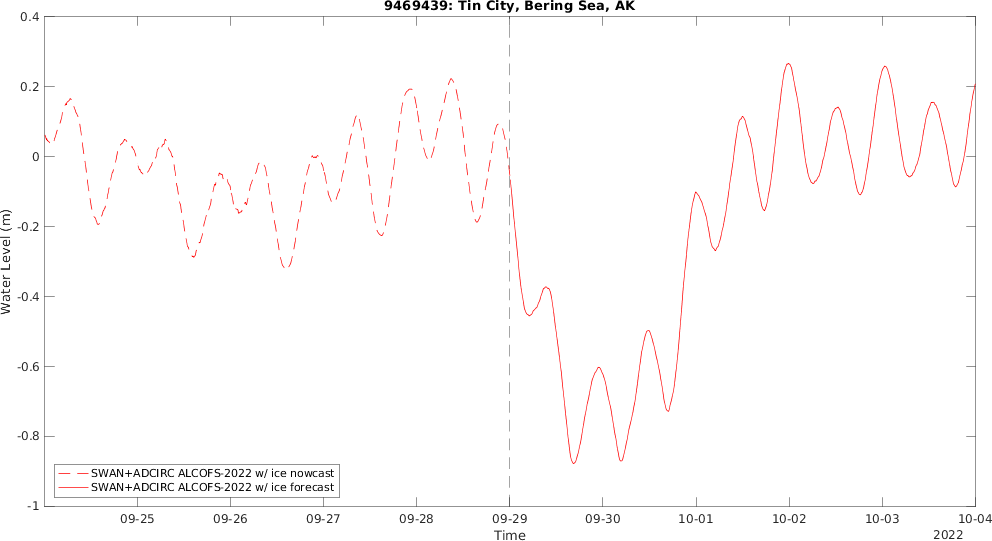 9469439: Tin City, Bering Sea, AK
0.4
0.2
0
-0.2
-0.4
-0.6
-0.8
-1
Water Level (m)
SWAN+ADCIRC ALCOFS-2022 w/ ice nowcast
SWAN+ADCIRC ALCOFS-2022 w/ ice forecast
09-25 09-26 09-27 09-28 09-29 09-30 10-01 10-02 10-03 10-04
Time
2022